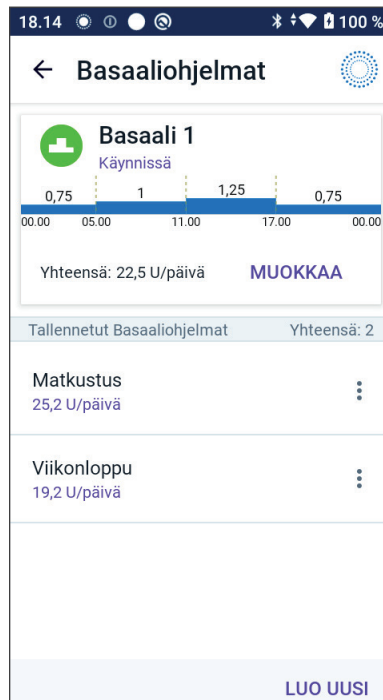 18.14 100 %
Basaaliohjelmat
Basaali 1
Käynnissä
0,75 1 1,25 0,75
00.00 05.00 11.00 17.00 00.00
Yhteensä: 22,5 U/päivä MUOKKAA
Tallennetut Basaaliohjelmat Yhteensä: 2
Matkustus
25,2 U/päivä
Viikonloppu
19,2 U/päivä
LUO UUSI